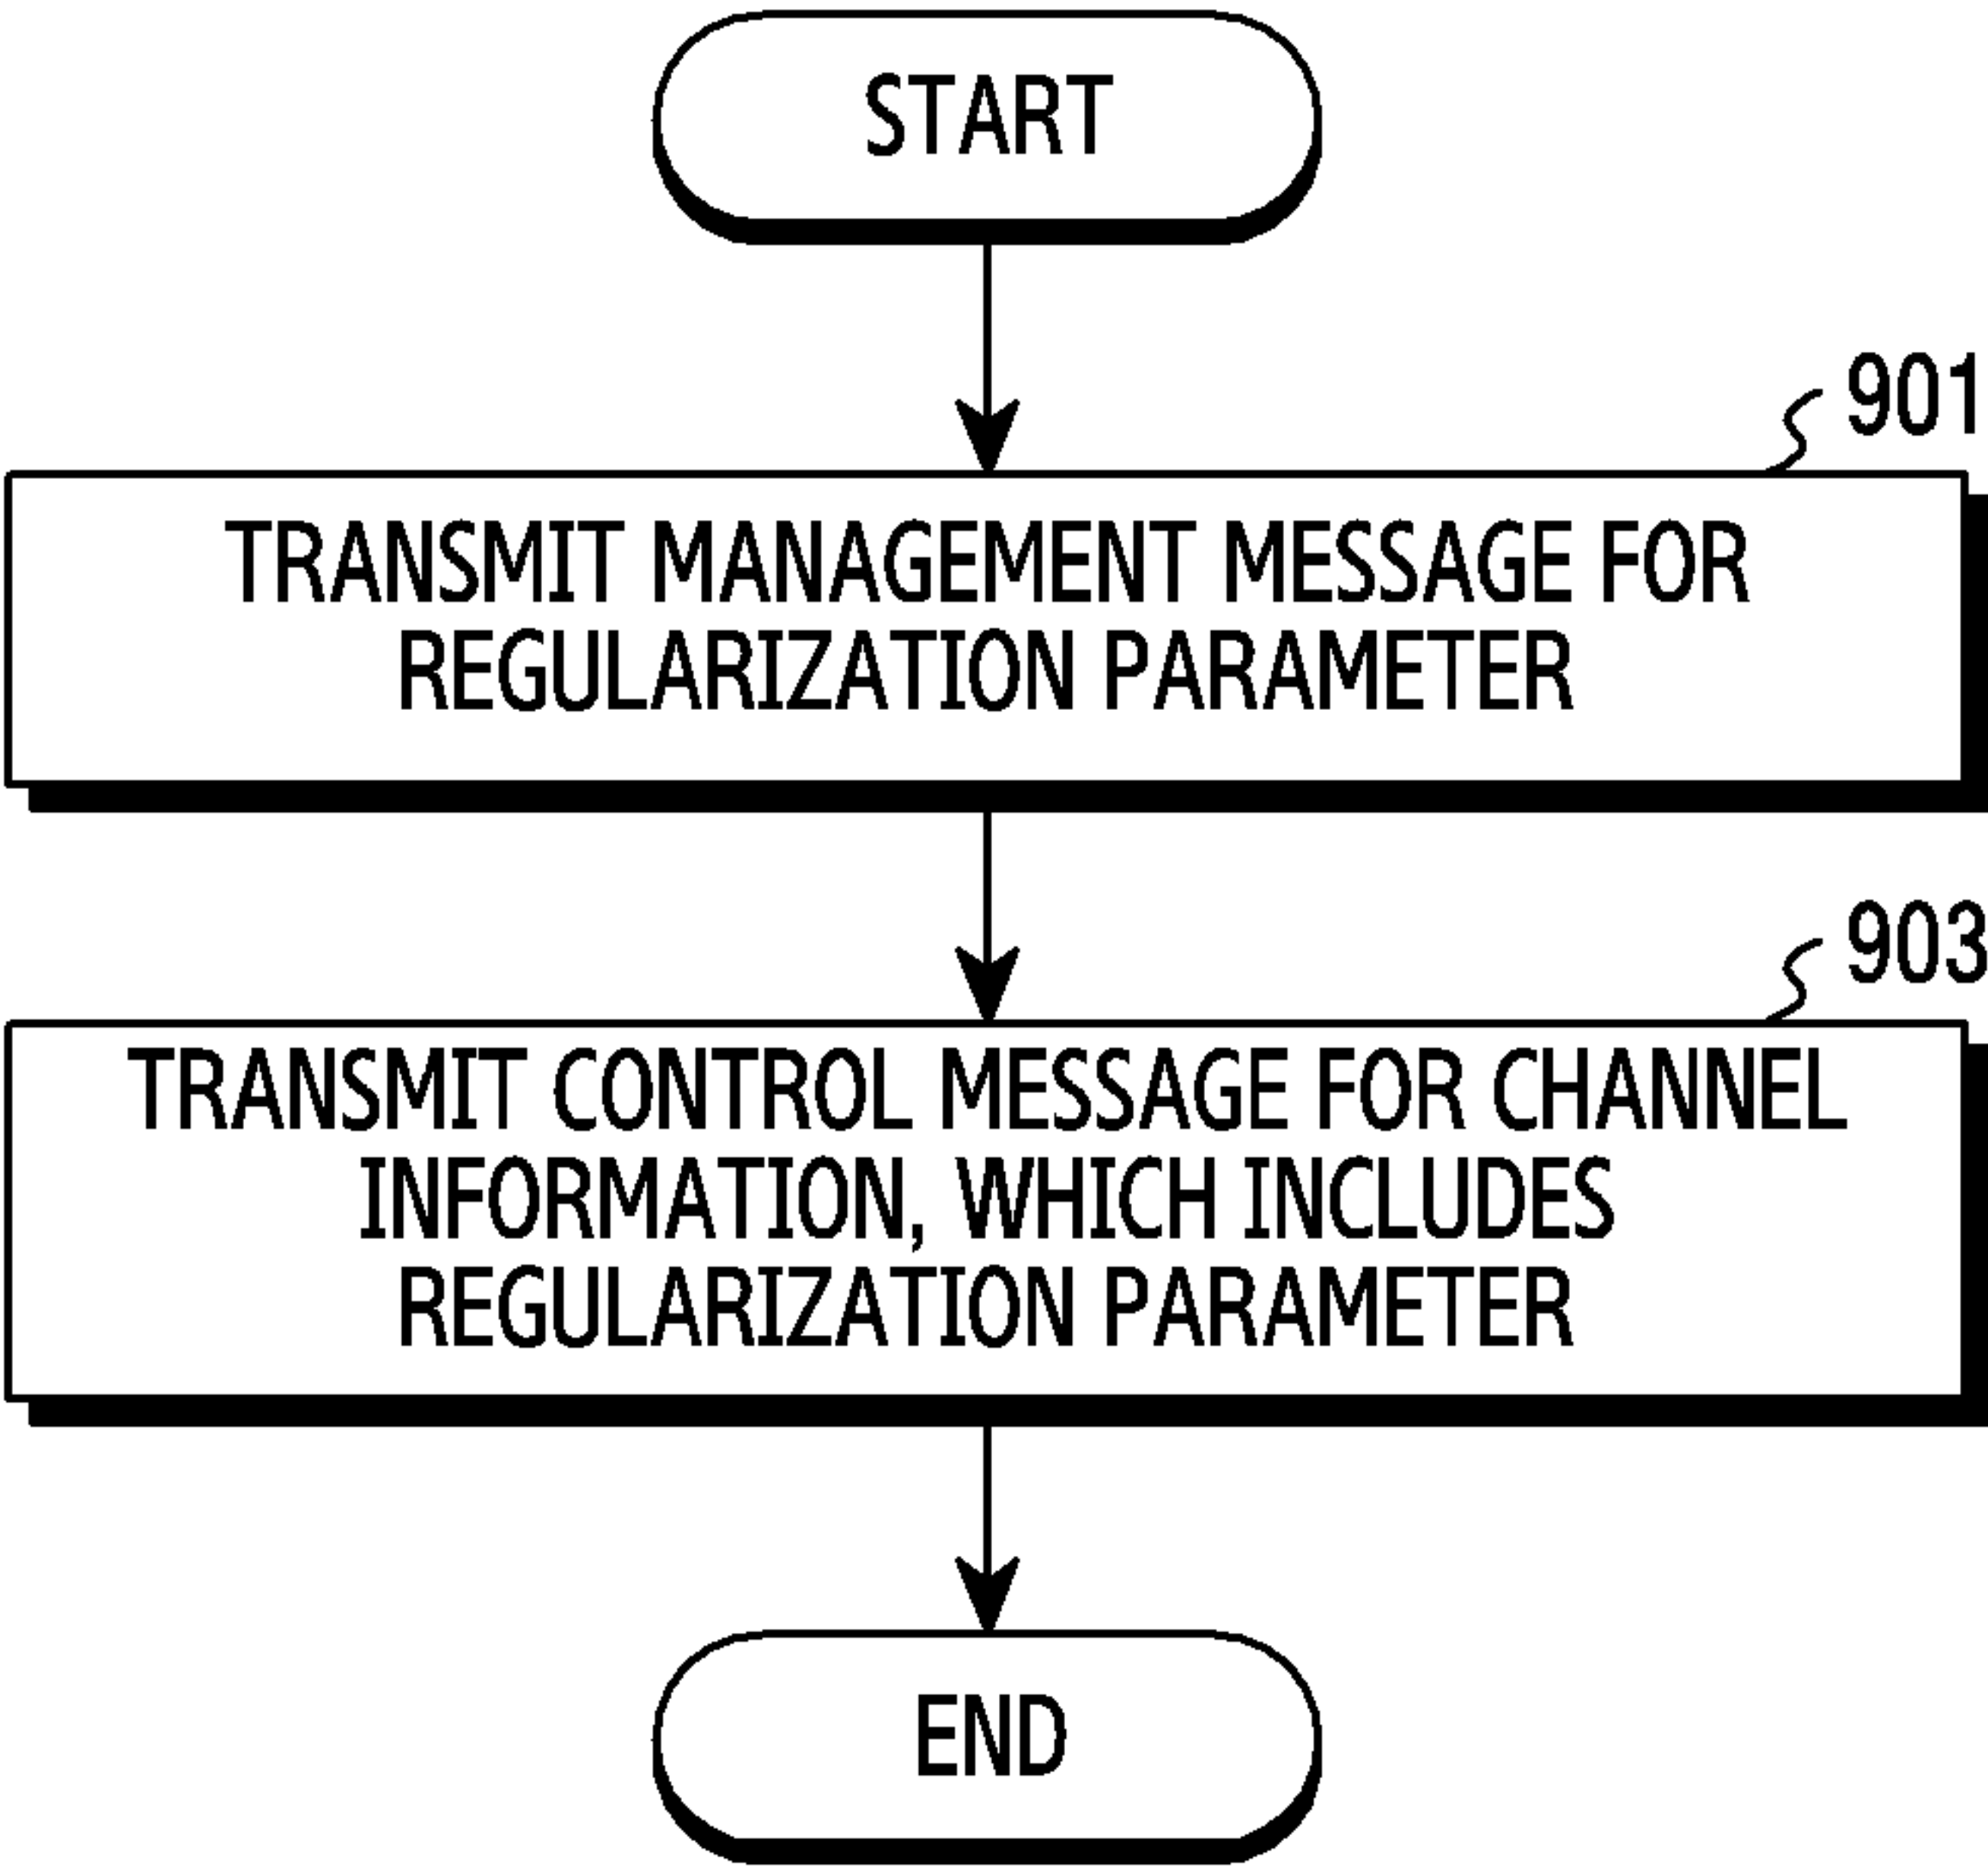 START
901
TRANSMIT MANAGEMENT MESSAGE FOR
REGULARIZATION PARAMETER
903
TRANSMIT CONTROL MESSAGE FOR CHANNEL
INFORMATION, WHICH INCLUDES
REGULARIZATION PARAMETER
END